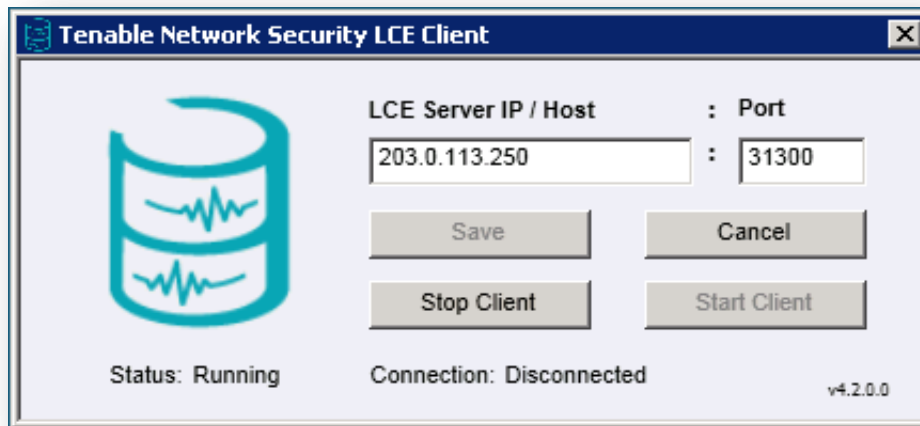 Tenable Network Security LCE Client
LCE Server IP / Host : Port
203.0.113.250 : 31300
Save Cancel
Stop Client Start Client
Status: Running Connection: Disconnected
v4.2.0.0